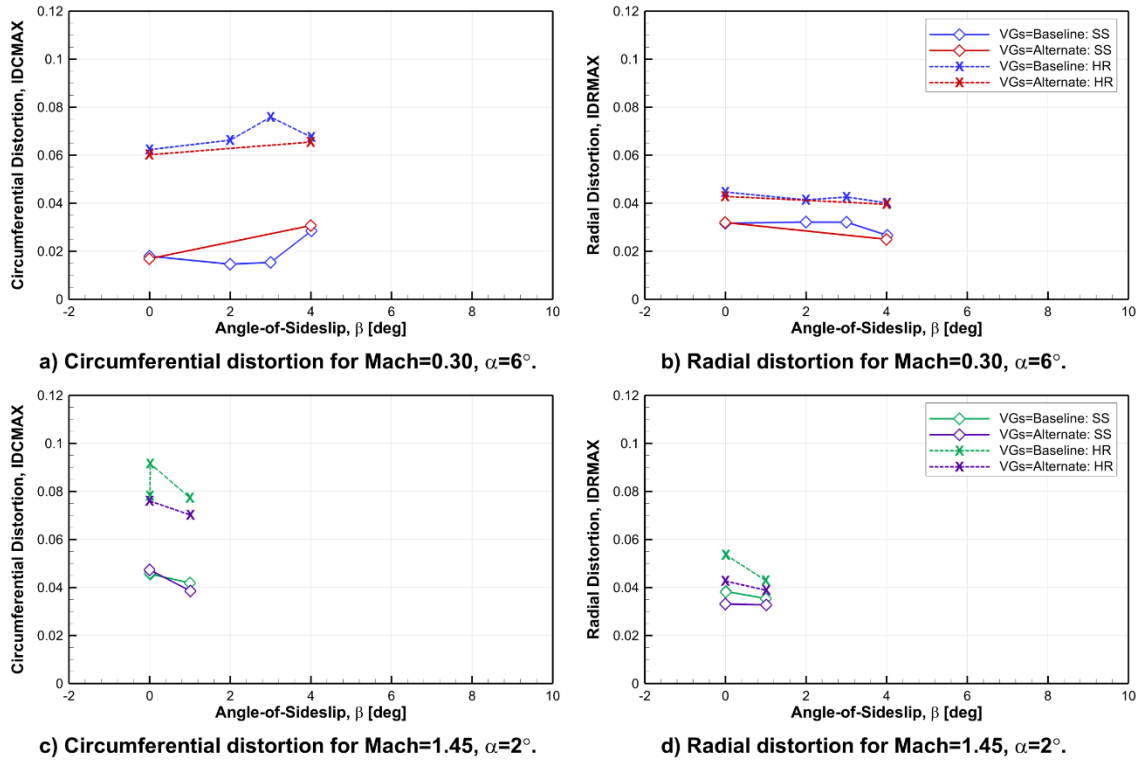 0.12
0.1
0.08
0.06
0.04
0.02
0
Circumferential Distortion, IDCMAX
-2 0 2 4 6 8 10
Angle-of-Sideslip, β [deg]
a) Circumferential distortion for Mach=0.30, α=6°.
0.12
0.1
0.08
0.06
0.04
0.02
0
Radial Distortion, IDRMAX
VGs=Baseline: SS
VGs=Alternate: SS
VGs=Baseline: HR
VGs=Alternate: HR
-2 0 2 4 6 8 10
Angle-of-Sideslip, β [deg]
b) Radial distortion for Mach=0.30, α=6°.
0.12
0.1
0.08
0.06
0.04
0.02
0
Circumferential Distortion, IDCMAX
-2 0 2 4 6 8 10
Angle-of-Sideslip, β [deg]
c) Circumferential distortion for Mach=1.45, α=2°.
0.12
0.1
0.08
0.06
0.04
0.02
0
Radial Distortion, IDRMAX
VGs=Baseline: SS
VGs=Alternate: SS
VGs=Baseline: HR
VGs=Alternate: HR
-2 0 2 4 6 8 10
Angle-of-Sideslip, β [deg]
d) Radial distortion for Mach=1.45, α=2°.